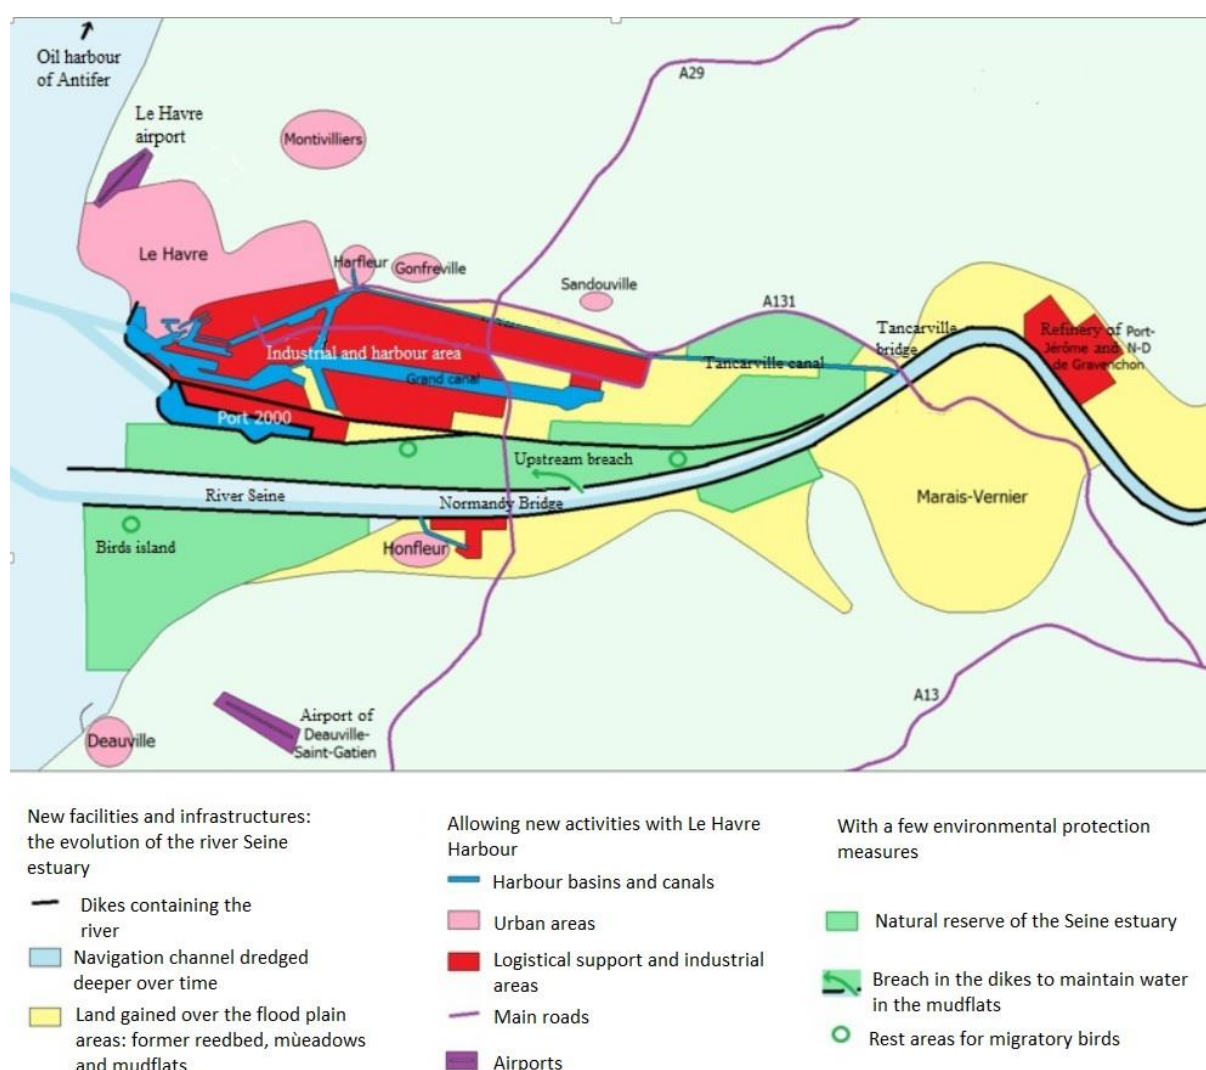 Oil harbour
of Antifer
A29
Le Havre
airport
Montivilliers
Le Havre
Harfleur
Gonfreville
Sandouville
A131
Tancarville
bridge
Refinery of Port-
Jérôme and N-D
de Gravenchon
Industrial and harbour area
Tancarville canal
Grand canal
Port 2000
Upstream breach
River Seine
Normandy Bridge
Marais-Vernier
Birds island
Honfleur
A13
Airport of
Deauville-
Saint-Gatien
Deauville
New facilities and infrastructures:
the evolution of the river Seine
estuary
Dikes containing the
river
Navigation channel dredged
deeper over time
Land gained over the flood plain
areas: former reedbed, mùeadows
and mudflats
Allowing new activities with Le Havre
Harbour
Harbour basins and canals
Urban areas
Logistical support and industrial
areas
Main roads
Airports
With a few environmental protection
measures
Natural reserve of the Seine estuary
Breach in the dikes to maintain water
in the mudflats
Rest areas for migratory birds